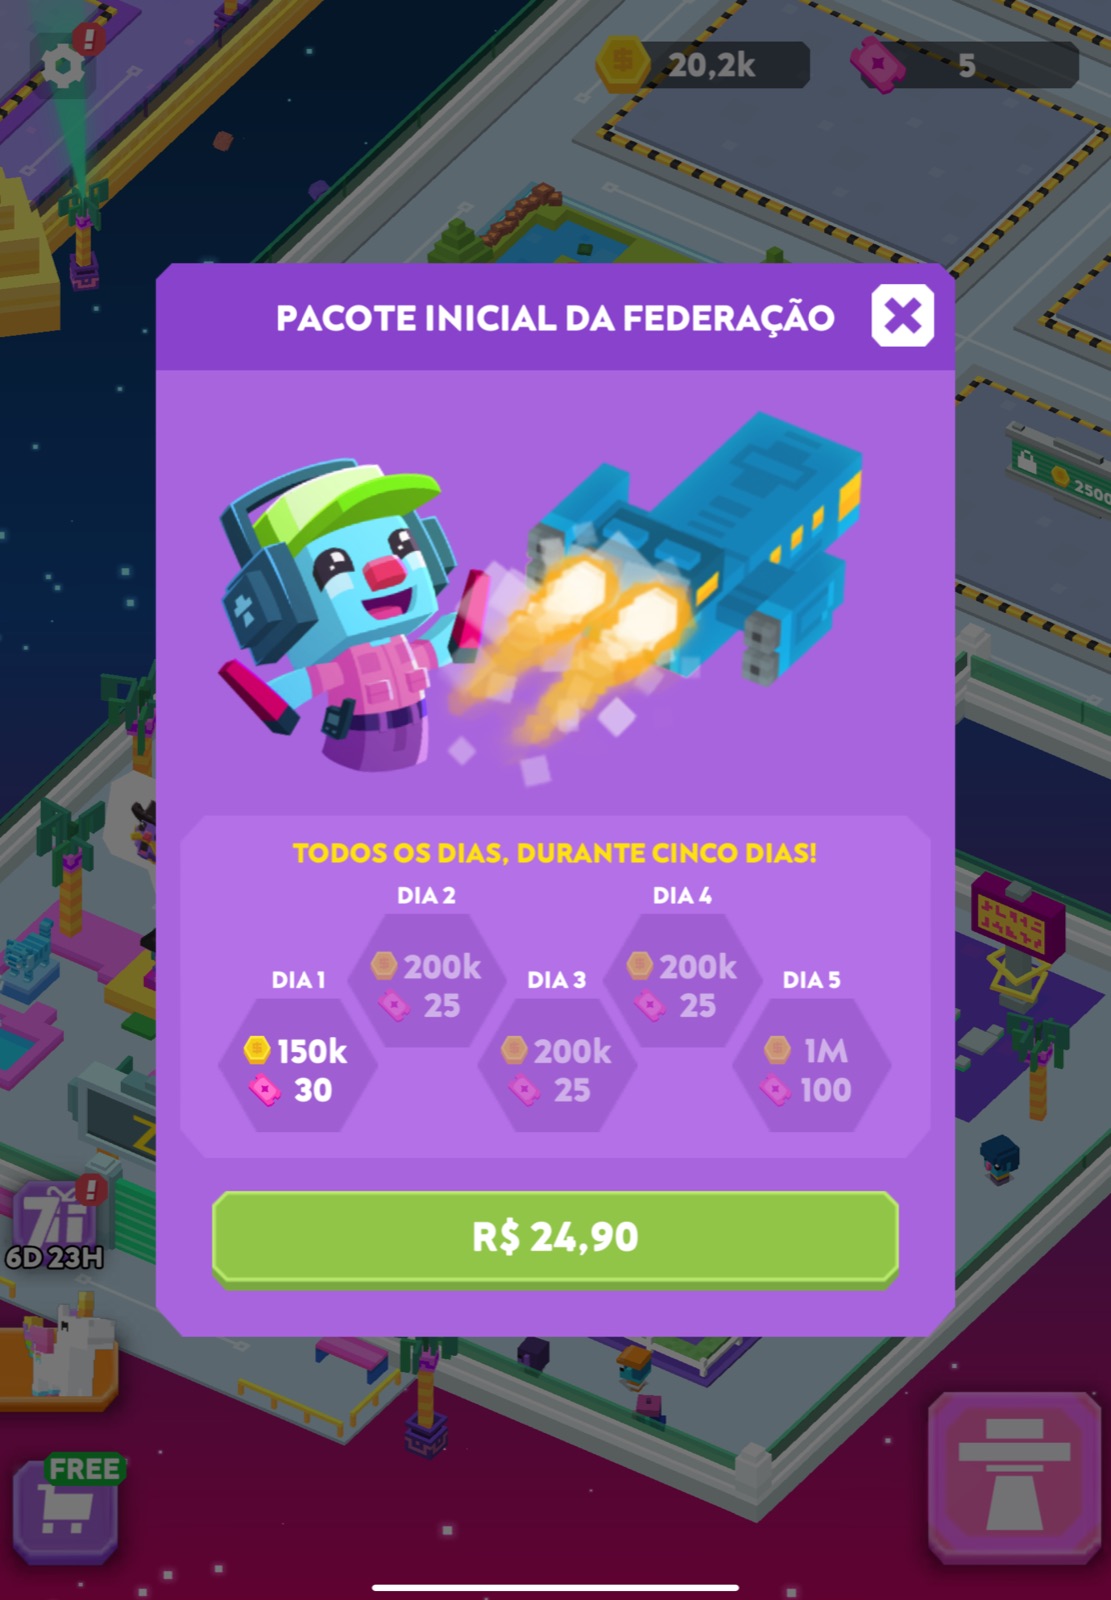 20,2k
5
PACOTE INICIAL DA FEDERAÇÃO
2500
TODOS OS DIAS, DURANTE CINCO DIAS!
DIA 1
150k
30
DIA 2
200k
25
DIA 3
200k
25
DIA 4
200k
25
DIA 5
1M
100
R$ 24,90
6D 23H
FREE